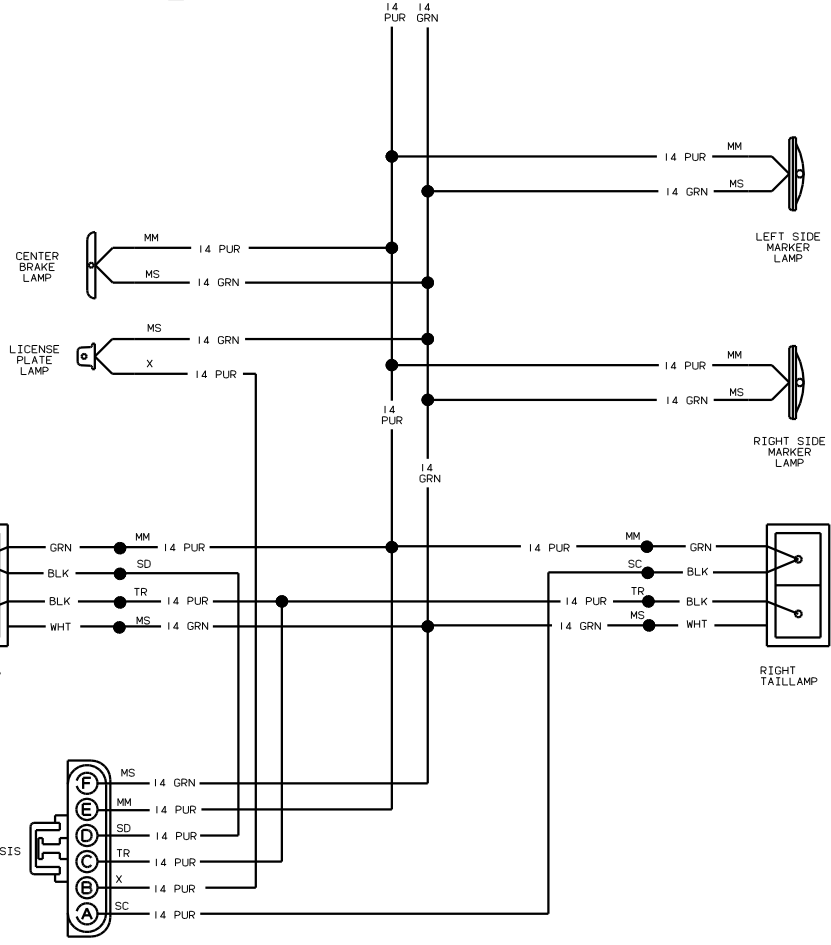 14 14
PUR GRN
14 PUR MM
14 GRN MS
LEFT SIDE
MARKER
LAMP
CENTER
BRAKE
LAMP
MM 14 PUR
MS 14 GRN
LICENSE
PLATE
LAMP
MS 14 GRN
X 14 PUR
14 PUR MM
14 GRN MS
14
PUR
RIGHT SIDE
MARKER
LAMP
14
GRN
GRN MM 14 PUR 14 PUR MM GRN
BLK SD SC BLK
BLK TR 14 PUR 14 PUR TR BLK
WHT MS 14 GRN 14 GRN MS WHT
RIGHT
TAILLAMP
F MS 14 GRN
E MM 14 PUR
D SD 14 PUR
SIS
C TR 14 PUR
B X 14 PUR
A SC 14 PUR